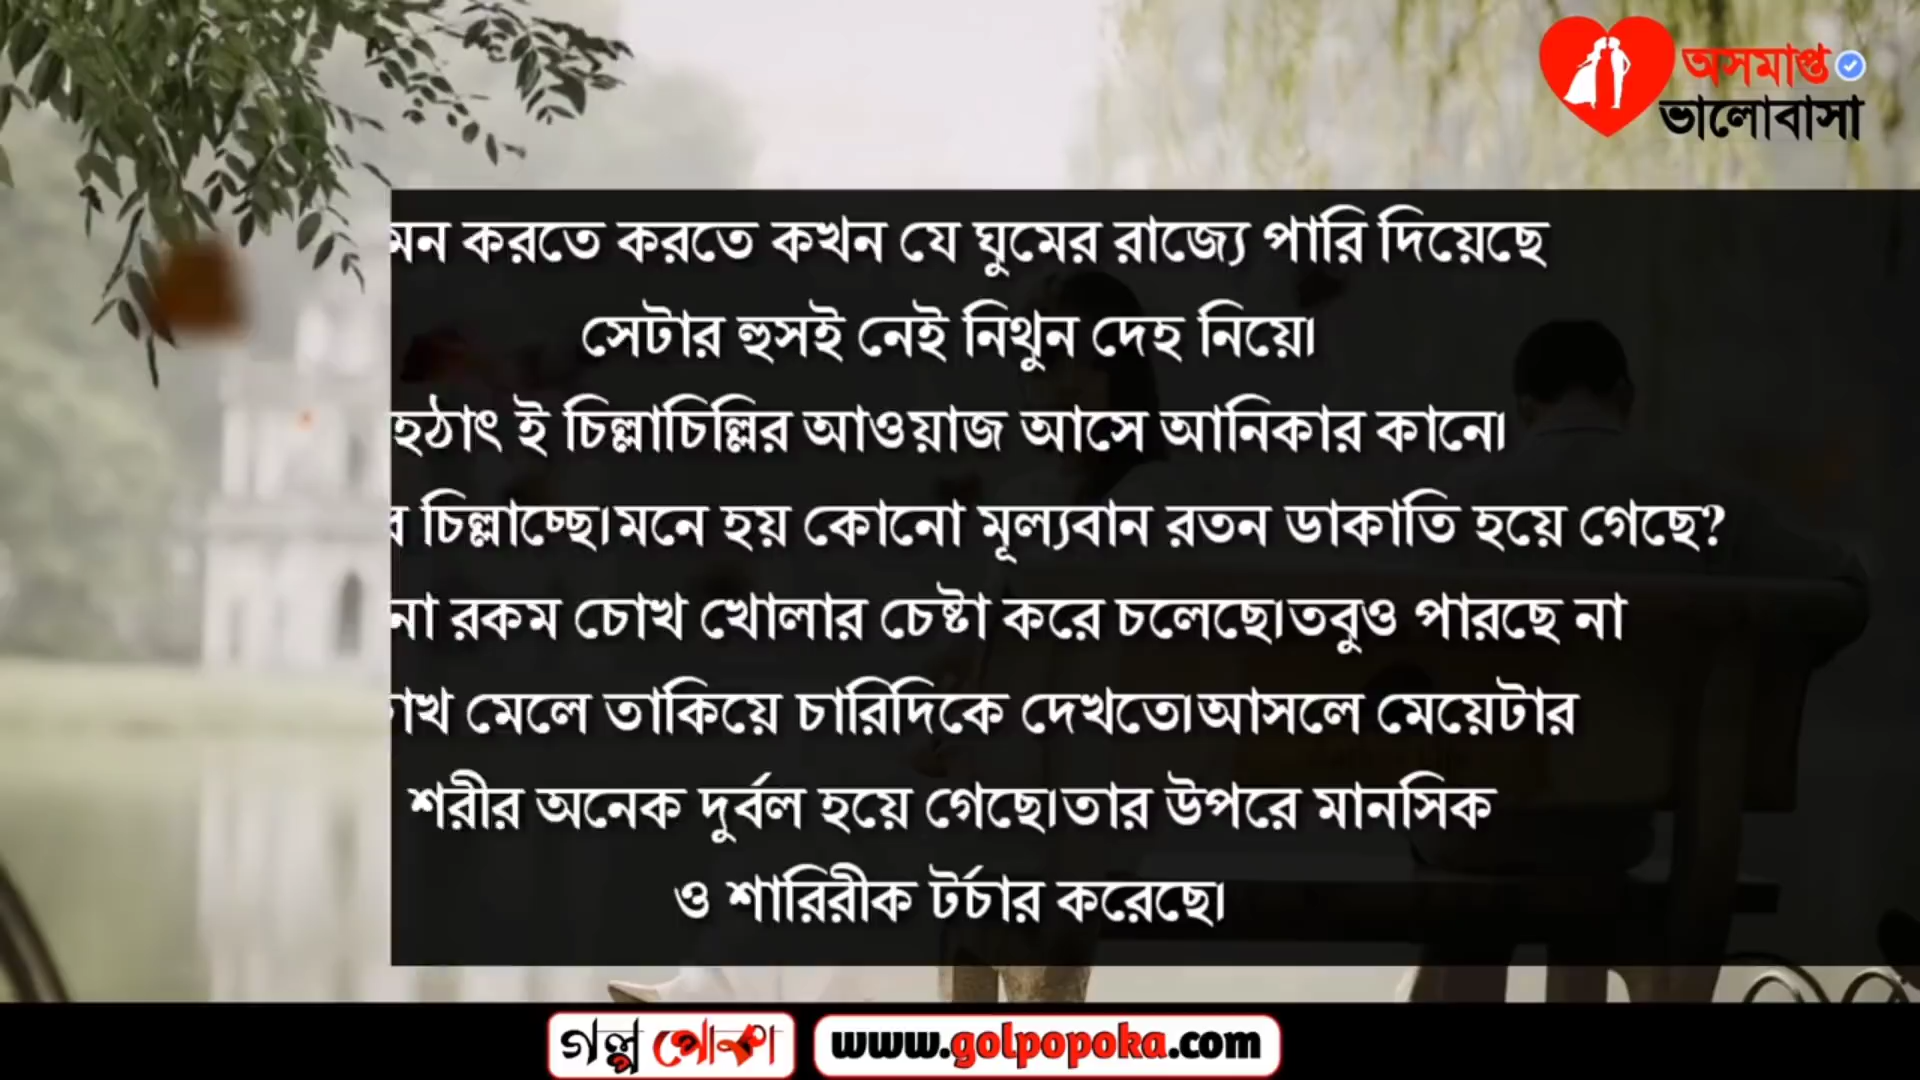 অসমাপ্ত
ভালোবাসা
করতে করতে কখন যে ঘুমের রাজ্যে পারি দিয়েছে
সেটার হুসই নেই নিথুন দেহ নিয়ে।
হঠাৎ ই চিল্লাচিল্লির আওয়াজ আসে আনিকার কানে।
চিল্লাচ্ছে।মনে হয় কোনো মূল্যবান রতন ডাকাতি হয়ে গেছে?
রকম চোখ খোলার চেষ্টা করে চলেছে।তবুও পারছে না
মেলে তাকিয়ে চারিদিকে দেখতে।আসলে মেয়েটার
শরীর অনেক দুর্বল হয়ে গেছে।তার উপরে মানসিক
ও শারিরীক টর্চার করেছে।
গল্প পোকা
www.golpopoka.com